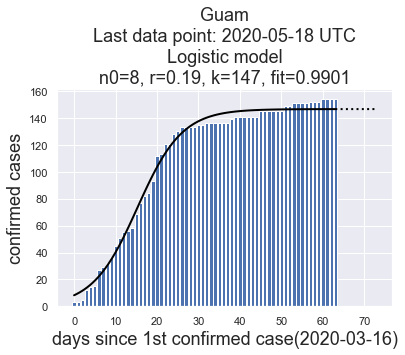 Guam
Last data point: 2020-05-18 UTC
Logistic model
n0=8, r=0.19, k=147, fit=0.9901
160
140
120
100
80
60
40
20
0
confirmed cases
0 10 20 30 40 50 60 70
days since 1st confirmed case(2020-03-16)